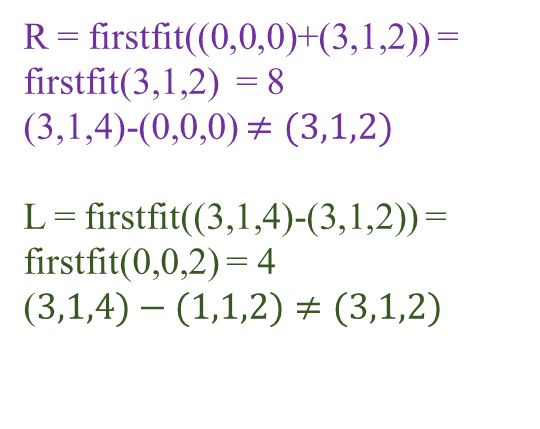 R = firstfit((0,0,0)+(3,1,2)) =
firstfit(3,1,2) = 8
(3,1,4)-(0,0,0) ≠ (3,1,2)
L = firstfit((3,1,4)-(3,1,2)) =
firstfit(0,0,2) = 4
(3,1,4) − (1,1,2) ≠ (3,1,2)